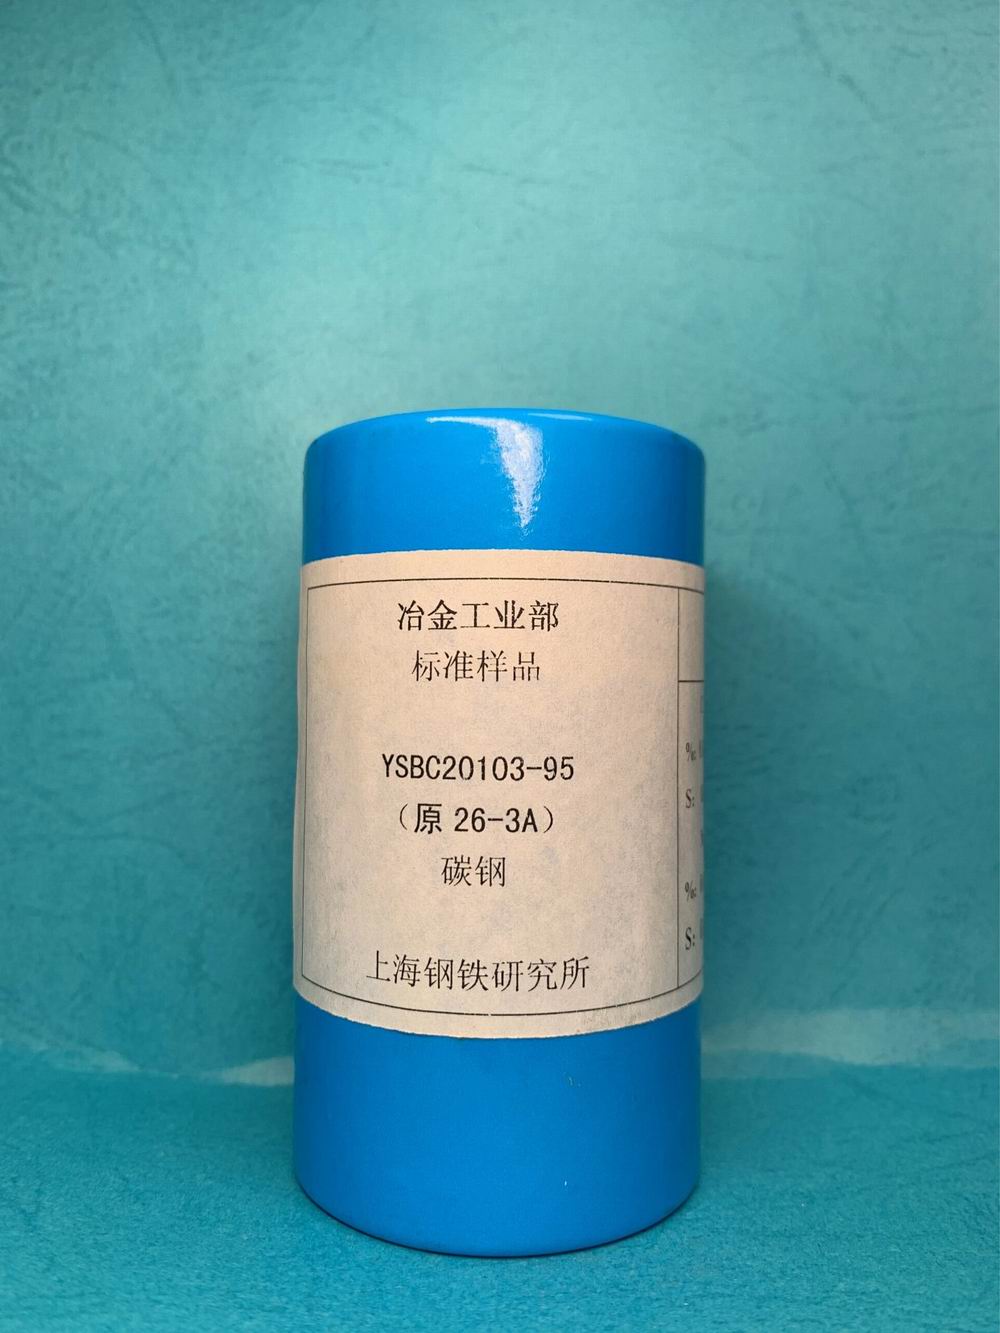 冶金工业部
标准样品
YSBC20103-95
（原 26-3A）
碳钢
上海钢铁研究所
%:
S:
%:
S: